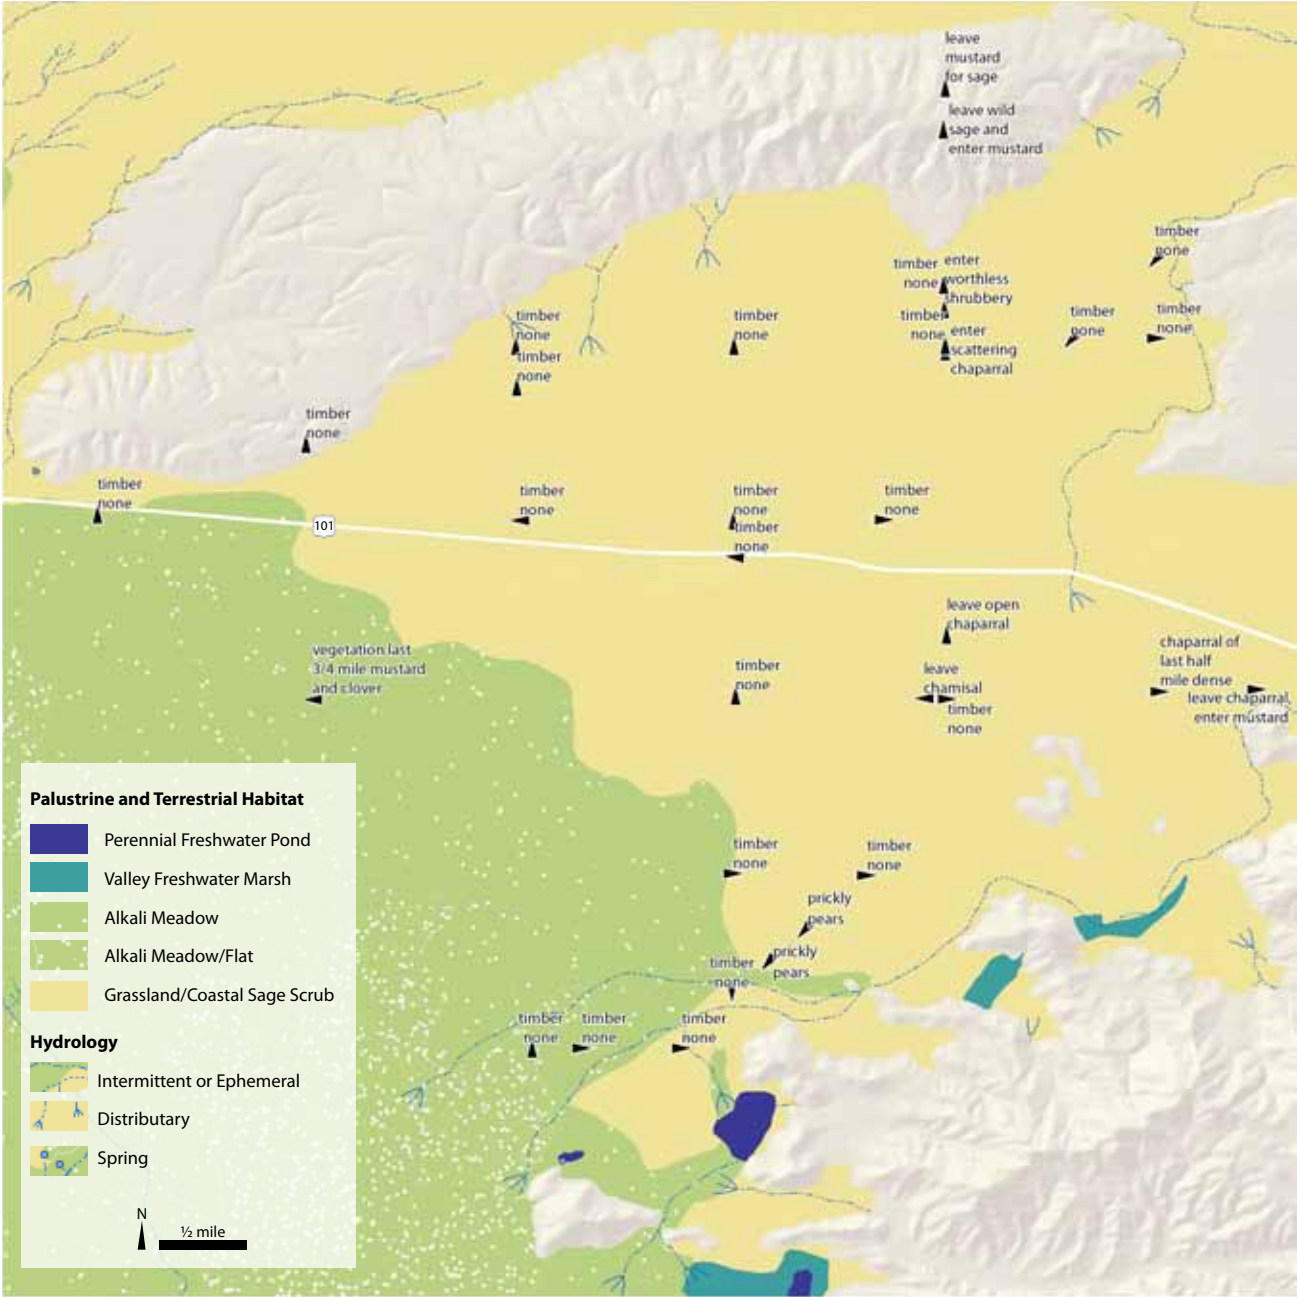 leave
mustard
for sage
leave wild
sage and
enter mustard
timber
none
timber
none
enter
worthless
shrubbery
timber
none
enter
scattering
chaparral
timber
none
timber
none
timber
none
timber
none
timber
none
timber
none
timber
none
timber
none
timber
none
timber
none
timber
none
101
leave open
chaparral
vegetation last
3/4 mile mustard
and clover
timber
none
leave
chamisal
timber
none
chaparral of
last half
mile dense
leave chaparral,
enter mustard
timber
none
timber
none
prickly
pears
prickly
pears
timber
none
timber
none
timber
none
timber
none
Palustrine and Terrestrial Habitat
Perennial Freshwater Pond
Valley Freshwater Marsh
Alkali Meadow
Alkali Meadow/Flat
Grassland/Coastal Sage Scrub
Hydrology
Intermittent or Ephemeral
Distributary
Spring
N
½ mile